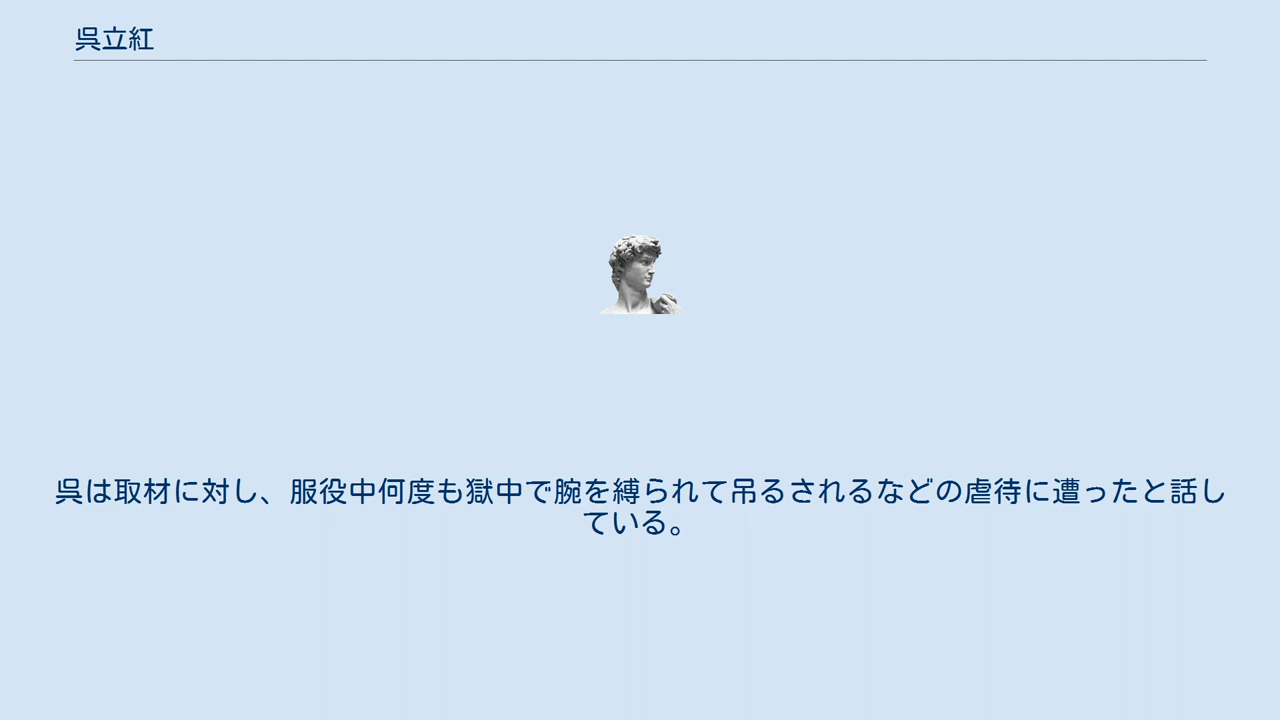 呉立紅
呉は取材に対し、服役中何度も獄中で腕を縛られて吊るされるなどの虐待に遭ったと話し
ている。